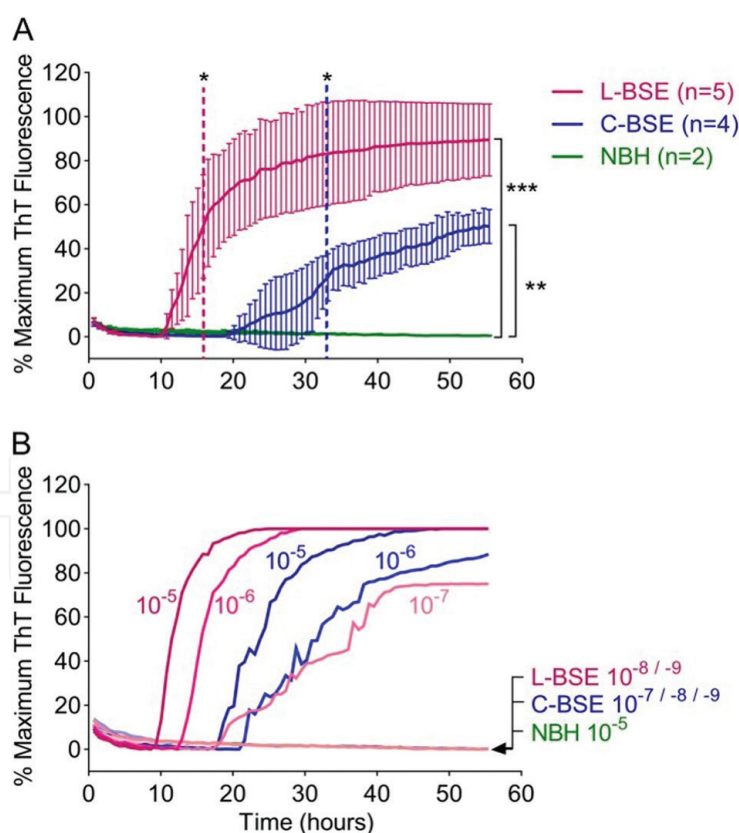 A
% Maximum ThT Fluorescence
120
100
80
60
40
20
0
* *
L-BSE (n=5)
C-BSE (n=4)
NBH (n=2)
***
**
0 10 20 30 40 50 60
B
% Maximum ThT Fluorescence
120
100
80
60
40
20
0
10⁻⁵
10⁻⁶
10⁻⁵
10⁻⁶
10⁻⁷
L-BSE 10⁻⁸ ᐟ ⁻⁹
C-BSE 10⁻⁷ ᐟ ⁻⁸ ᐟ ⁻⁹
NBH 10⁻⁵
0 10 20 30 40 50 60
Time (hours)